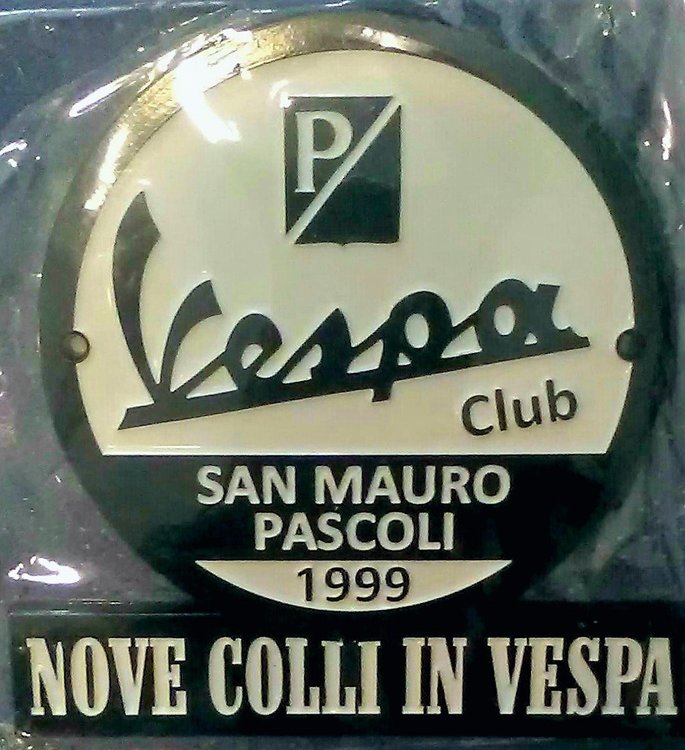 P
Vespa
Club
SAN MAURO
PASCOLI
1999
NOVE COLLI IN VESPA